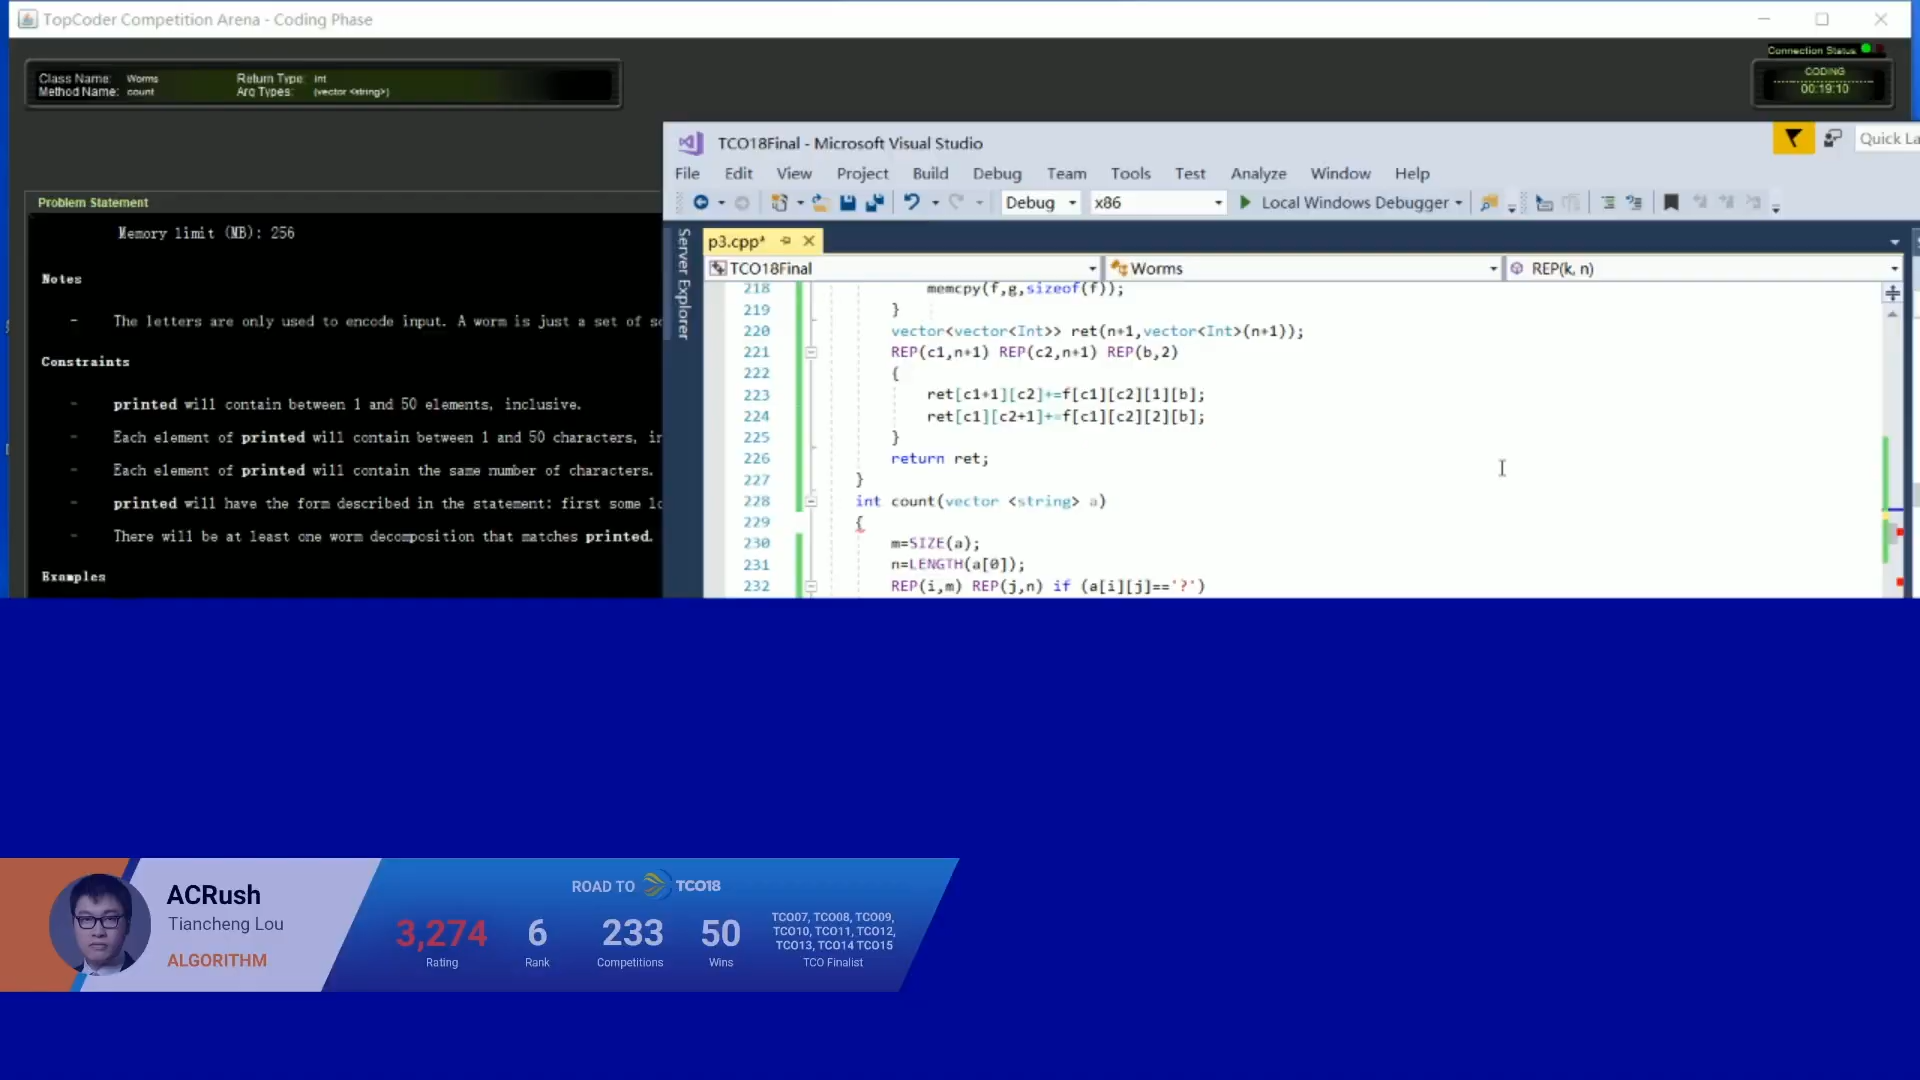 TopCoder Competition Arena - Coding Phase
Connection Status
Class Name: Worms Return Type: int
Method Name: count Arg Types: (vector <string>)
CODING
00:19:10
Problem Statement
Memory limit (MB): 256
Notes
- The letters are only used to encode input. A worm is just a set of
Constraints
- printed will contain between 1 and 50 elements, inclusive.
- Each element of printed will contain between 1 and 50 characters,
- Each element of printed will contain the same number of characters.
- printed will have the form described in the statement: first some
- There will be at least one worm decomposition that matches printed.
Examples
TCO18Final - Microsoft Visual Studio
Quick La
File Edit View Project Build Debug Team Tools Test Analyze Window Help
Debug x86 Local Windows Debugger
Server Explorer
p3.cpp*
TCO18Final Worms REP(k, n)
218 memcpy(f,g,sizeof(f));
219 }
220 vector<vector<Int>> ret(n+1,vector<Int>(n+1));
221 REP(c1,n+1) REP(c2,n+1) REP(b,2)
222 {
223 ret[c1+1][c2]+=f[c1][c2][1][b];
224 ret[c1][c2+1]+=f[c1][c2][2][b];
225 }
226 return ret;
227 }
228 int count(vector <string> a)
229 {
230 m=SIZE(a);
231 n=LENGTH(a[0]);
232 REP(i,m) REP(j,n) if (a[i][j]=='?')
ACRush
Tiancheng Lou
ALGORITHM
ROAD TO TCO18
3,274 6 233 50
Rating Rank Competitions Wins
TCO07, TCO08, TCO09,
TCO10, TCO11, TCO12,
TCO13, TCO14 TCO15
TCO Finalist